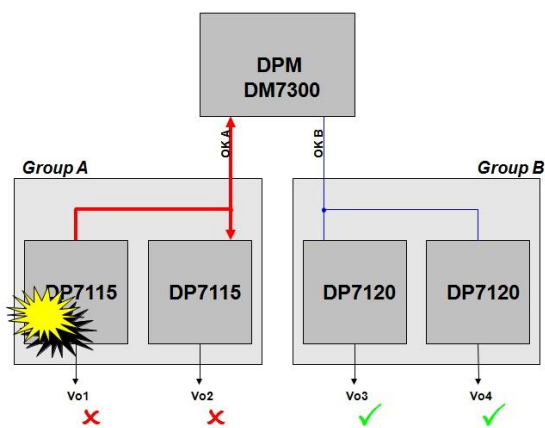 DPM
DM7300
OK A
OK B
Group A
Group B
DP7115
DP7115
DP7120
DP7120
Vo1
Vo2
Vo3
Vo4